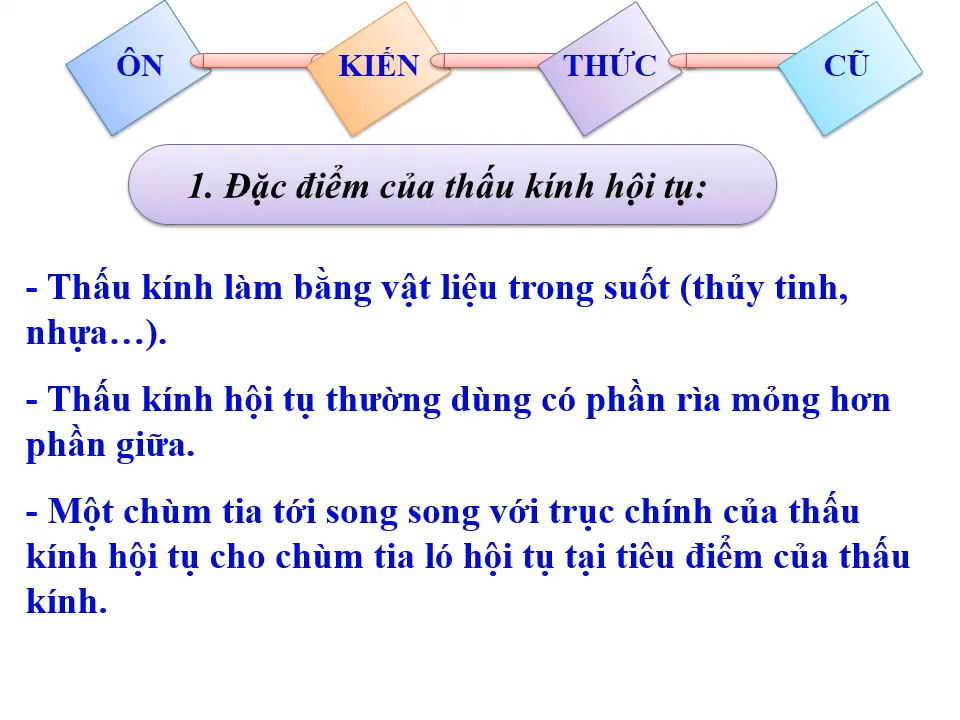 ÔN KIẾN THỨC CŨ
1. Đặc điểm của thấu kính hội tụ:
- Thấu kính làm bằng vật liệu trong suốt (thủy tinh,
nhựa…).
- Thấu kính hội tụ thường dùng có phần rìa mỏng hơn
phần giữa.
- Một chùm tia tới song song với trục chính của thấu
kính hội tụ cho chùm tia ló hội tụ tại tiêu điểm của thấu
kính.